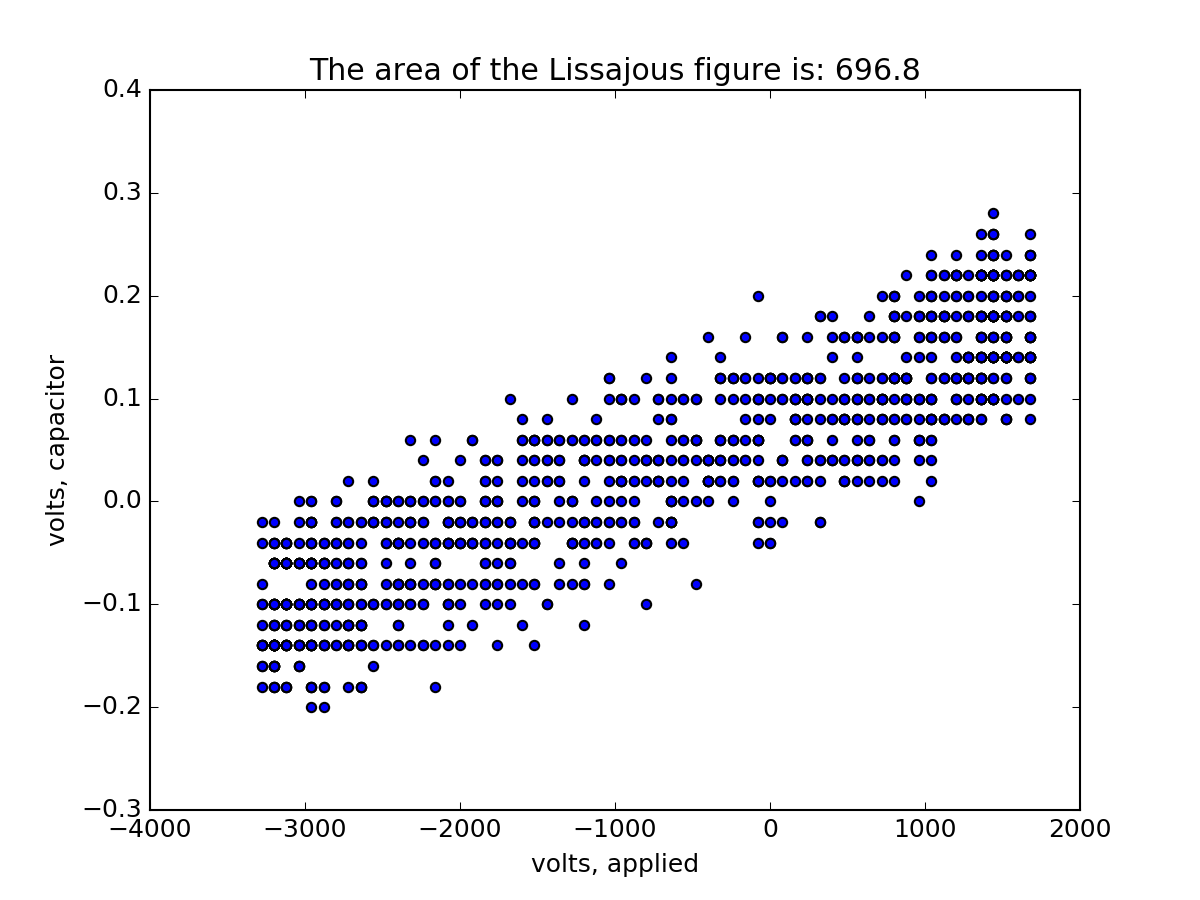 The area of the Lissajous figure is: 696.8
0.4
0.3
0.2
0.1
0.0
−0.1
−0.2
−0.3
volts, capacitor
−4000 −3000 −2000 −1000 0 1000 2000
volts, applied